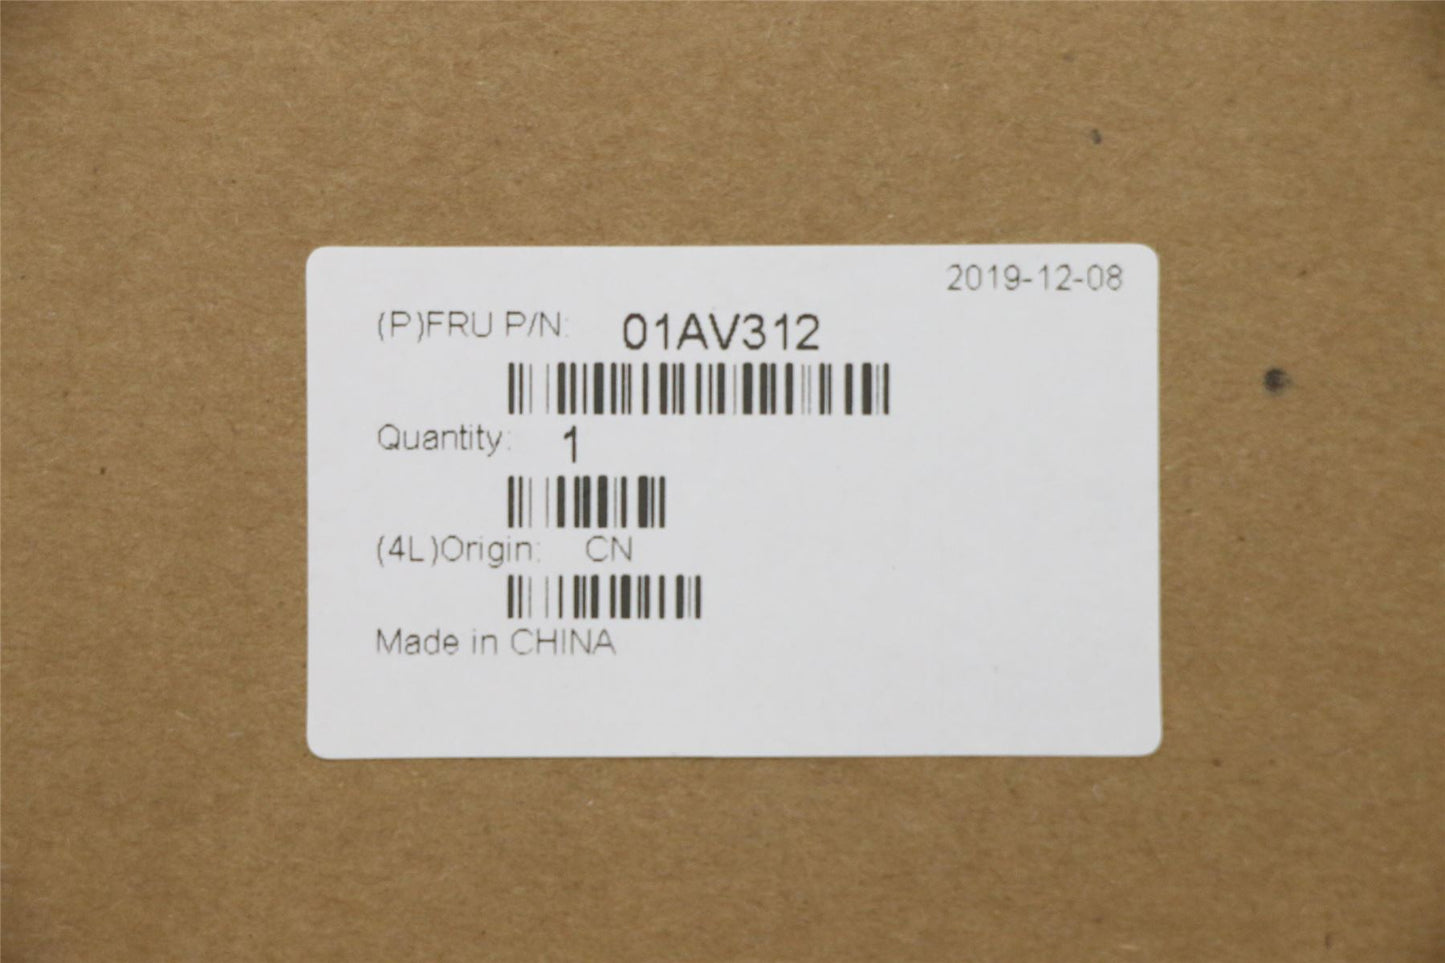 2019-12-08
(P)FRU P/N: 01AV312
Quantity: 1
(4L)Origin: CN
Made in CHINA